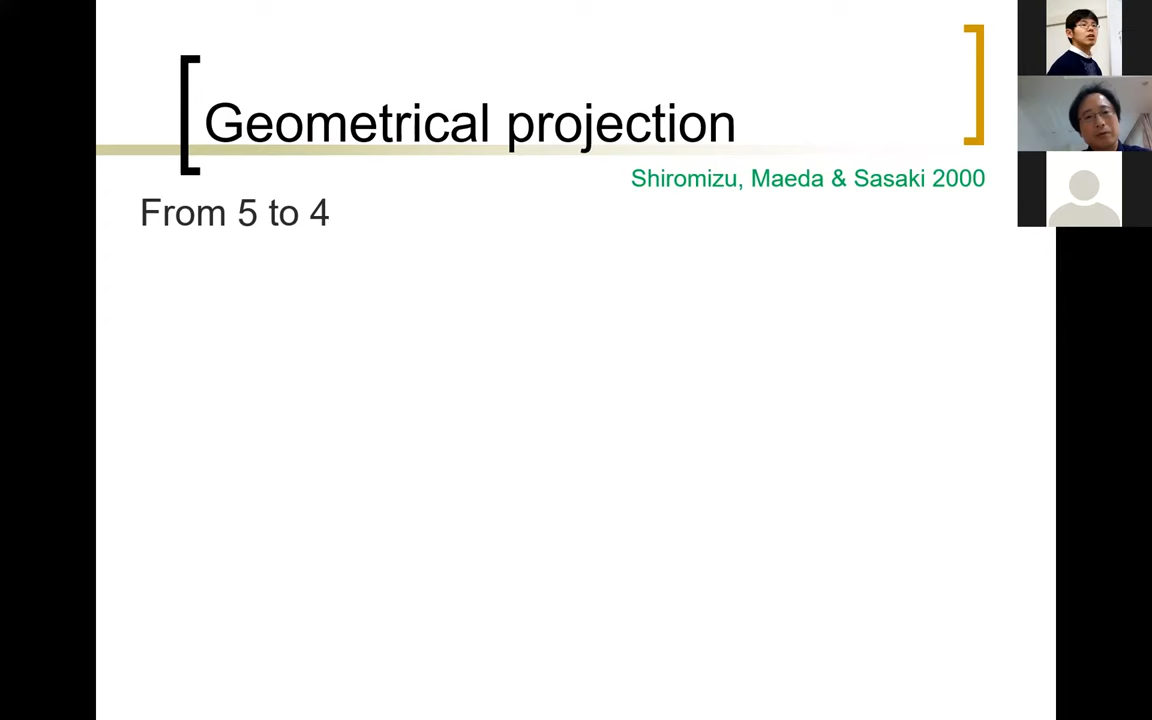 Geometrical projection
Shiromizu, Maeda & Sasaki 2000
From 5 to 4